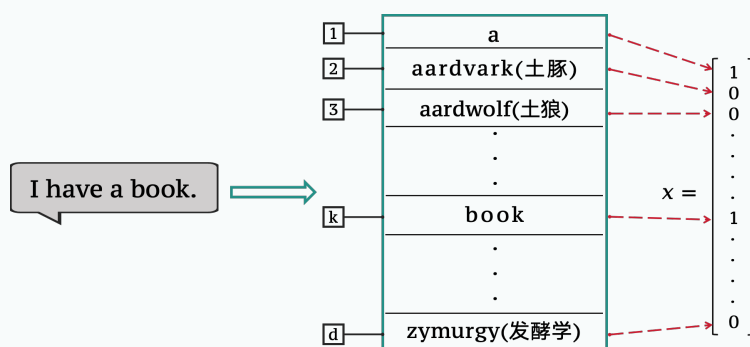 1 a 1
2 aardvark(土豚) 0
3 aardwolf(土狼) 0
I have a book.
x =
k book 1
d zymurgy(发酵学) 0